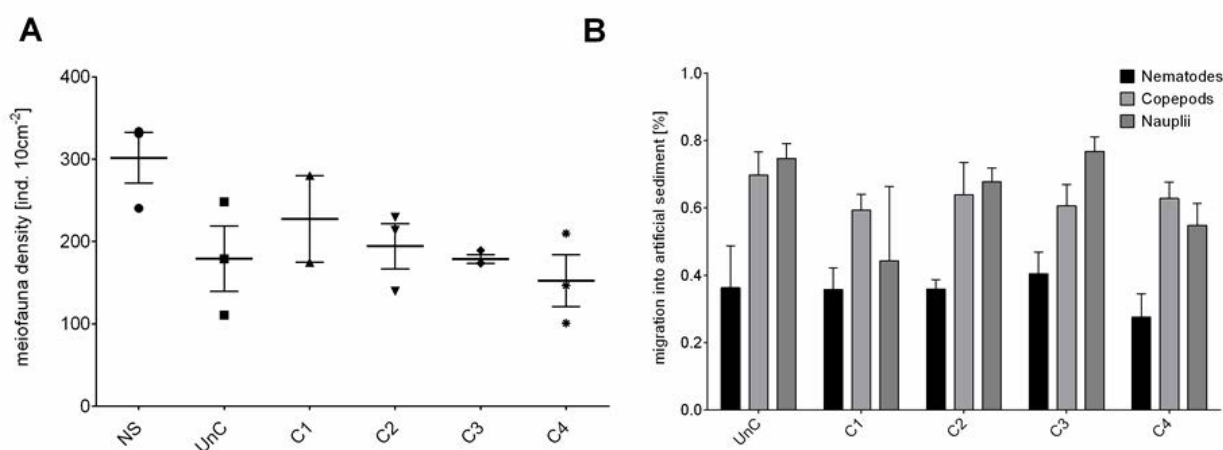 A
meiofauna density [ind. 10cm-2]
400
300
200
100
0
NS
UnC
C1
C2
C3
C4
B
migration into artificial sediment [%]
1.0
0.8
0.6
0.4
0.2
0.0
Nematodes
Copepods
Nauplii
UnC
C1
C2
C3
C4